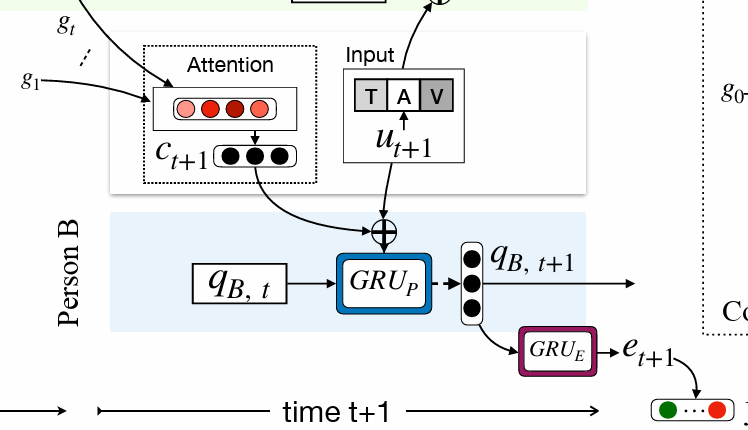 g_t
g_1
Attention
c_{t+1}
Input
T A V
u_{t+1}
g_0
Person B
q_{B, t}
GRU_P
q_{B, t+1}
GRU_E
e_{t+1}
time t+1